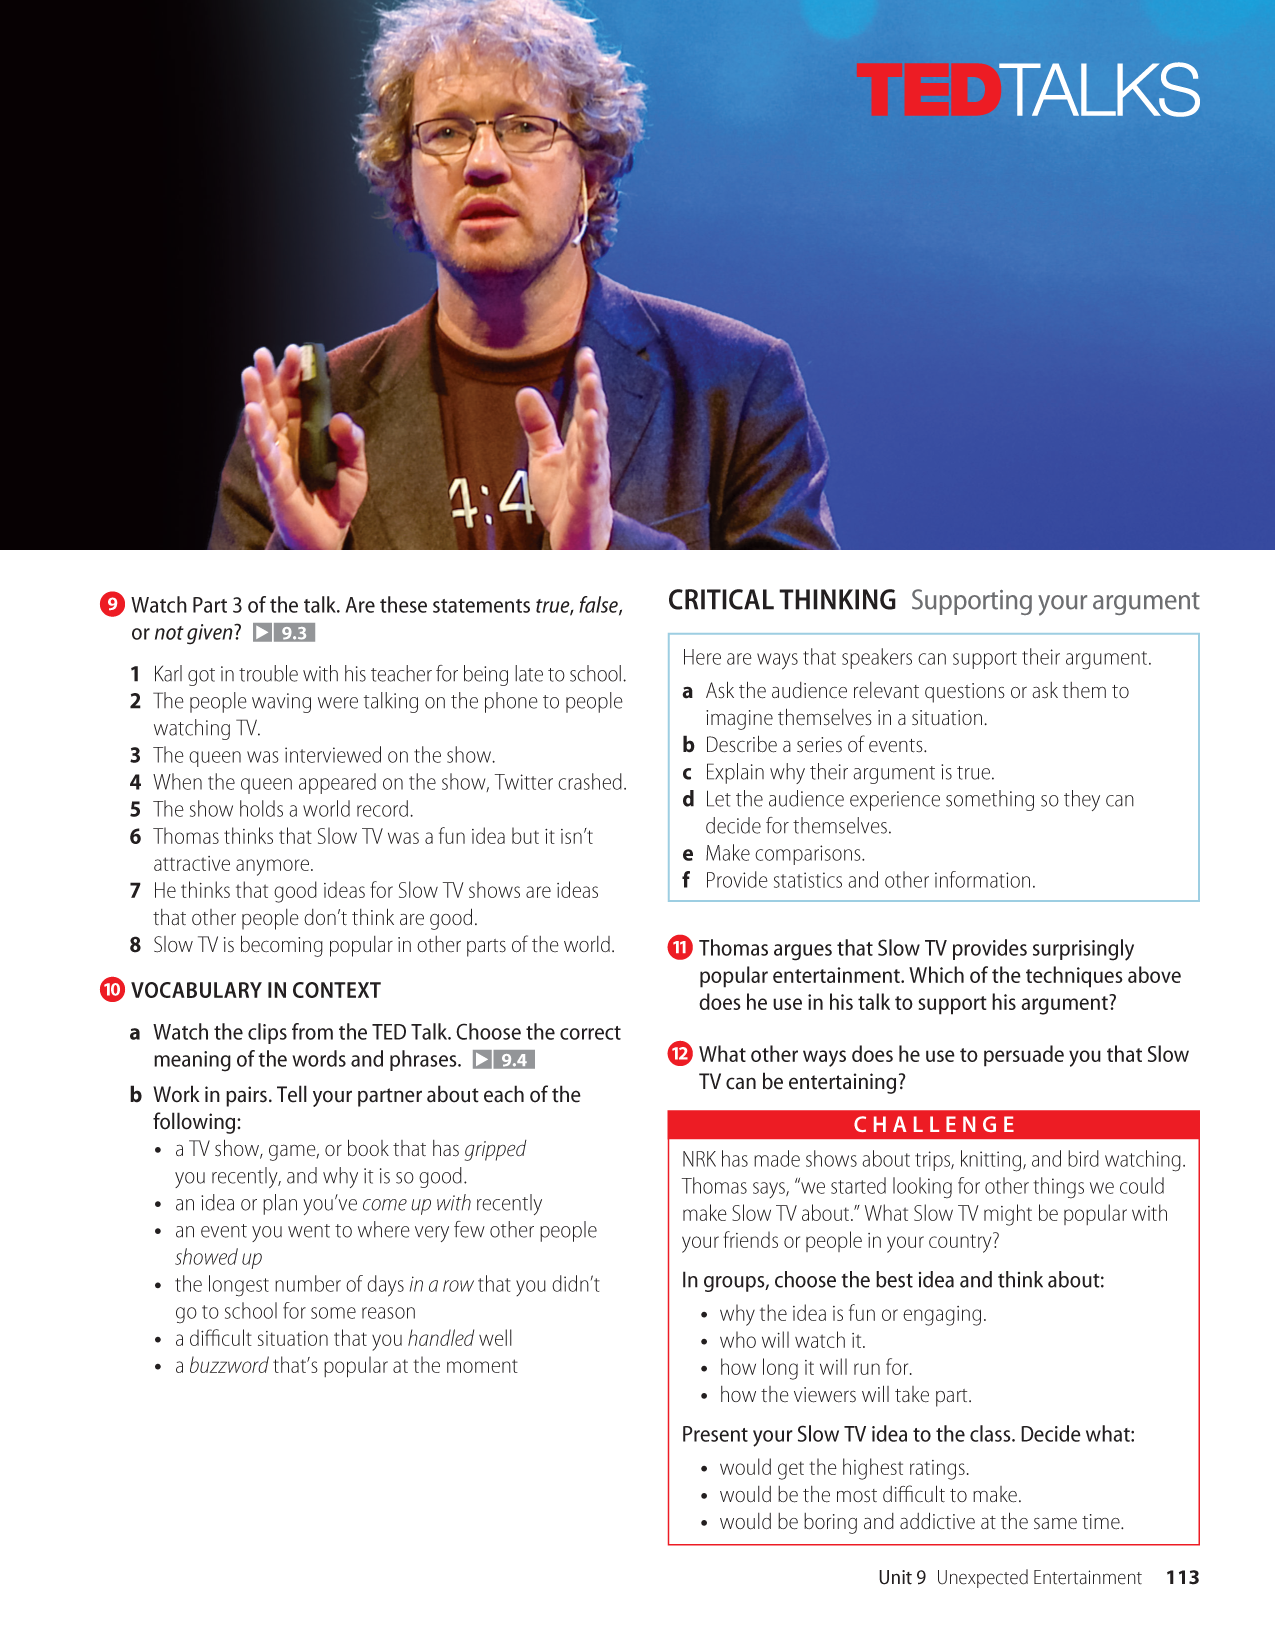 TEDTALKS
4:4
9 Watch Part 3 of the talk. Are these statements true, false,
or not given? 9.3
1 Karl got in trouble with his teacher for being late to school.
2 The people waving were talking on the phone to people
watching TV.
3 The queen was interviewed on the show.
4 When the queen appeared on the show, Twitter crashed.
5 The show holds a world record.
6 Thomas thinks that Slow TV was a fun idea but it isn't
attractive anymore.
7 He thinks that good ideas for Slow TV shows are ideas
that other people don't think are good.
8 Slow TV is becoming popular in other parts of the world.
10 VOCABULARY IN CONTEXT
a Watch the clips from the TED Talk. Choose the correct
meaning of the words and phrases. 9.4
b Work in pairs. Tell your partner about each of the
following:
• a TV show, game, or book that has gripped
you recently, and why it is so good.
• an idea or plan you've come up with recently
• an event you went to where very few other people
showed up
• the longest number of days in a row that you didn't
go to school for some reason
• a difficult situation that you handled well
• a buzzword that's popular at the moment
CRITICAL THINKING Supporting your argument
Here are ways that speakers can support their argument.
a Ask the audience relevant questions or ask them to
imagine themselves in a situation.
b Describe a series of events.
c Explain why their argument is true.
d Let the audience experience something so they can
decide for themselves.
e Make comparisons.
f Provide statistics and other information.
11 Thomas argues that Slow TV provides surprisingly
popular entertainment. Which of the techniques above
does he use in his talk to support his argument?
12 What other ways does he use to persuade you that Slow
TV can be entertaining?
CHALLENGE
NRK has made shows about trips, knitting, and bird watching.
Thomas says, “we started looking for other things we could
make Slow TV about.” What Slow TV might be popular with
your friends or people in your country?
In groups, choose the best idea and think about:
• why the idea is fun or engaging.
• who will watch it.
• how long it will run for.
• how the viewers will take part.
Present your Slow TV idea to the class. Decide what:
• would get the highest ratings.
• would be the most difficult to make.
• would be boring and addictive at the same time.
Unit 9 Unexpected Entertainment 113